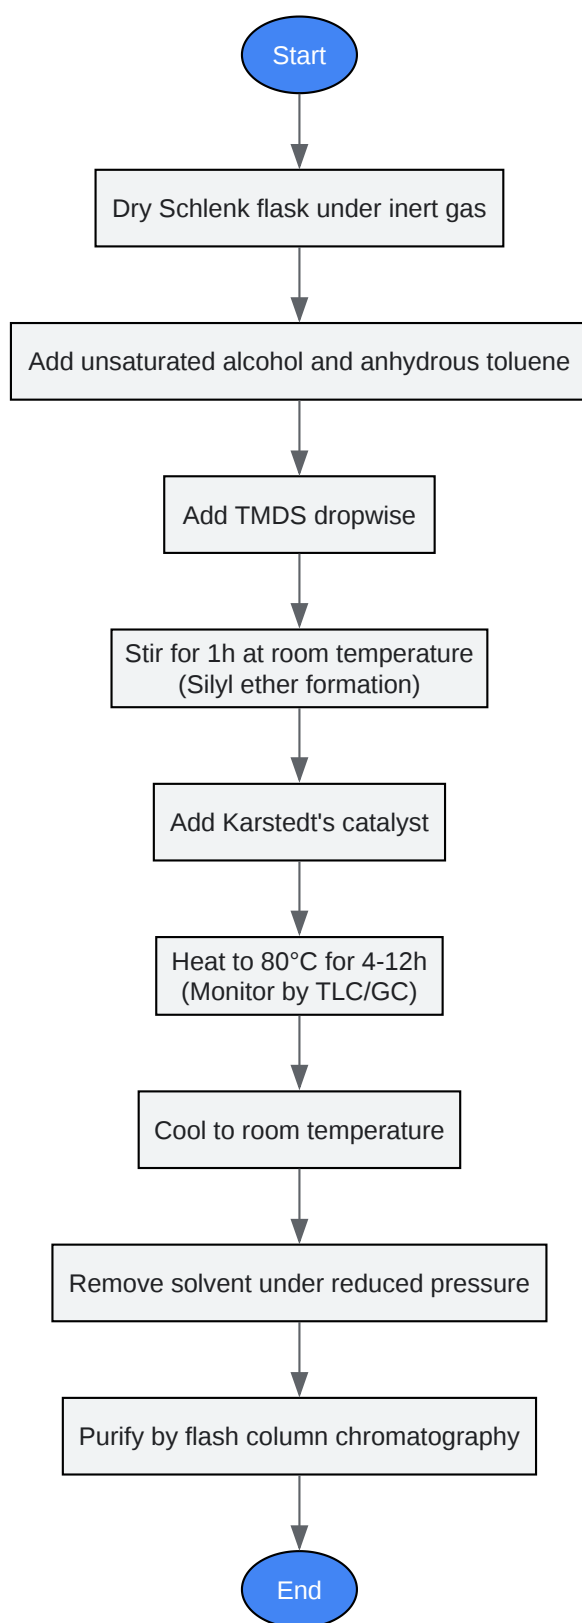 Start
Dry Schlenk flask under inert gas
Add unsaturated alcohol and anhydrous toluene
Add TMDS dropwise
Stir for 1h at room temperature
(Silyl ether formation)
Add Karstedt's catalyst
Heat to 80°C for 4-12h
(Monitor by TLC/GC)
Cool to room temperature
Remove solvent under reduced pressure
Purify by flash column chromatography
End